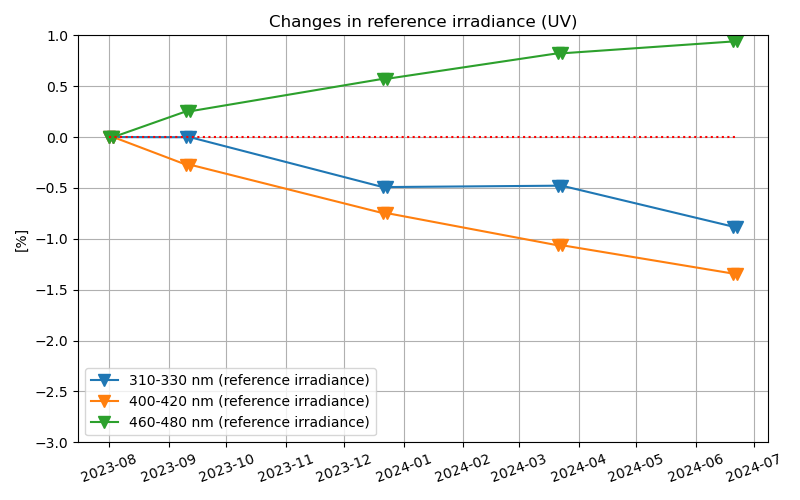 Changes in reference irradiance (UV)
1.0
0.5
0.0
−0.5
−1.0
−1.5
−2.0
−2.5
−3.0
[%]
310-330 nm (reference irradiance)
400-420 nm (reference irradiance)
460-480 nm (reference irradiance)
2023-08 2023-09 2023-10 2023-11 2023-12 2024-01 2024-02 2024-03 2024-04 2024-05 2024-06 2024-07